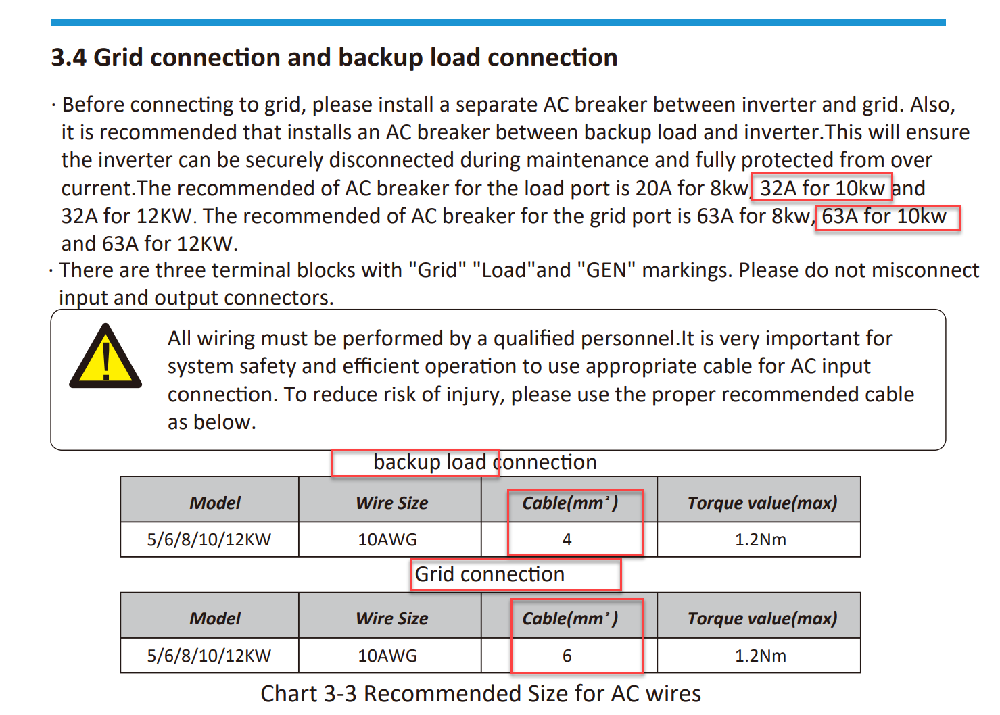 3.4 Grid connection and backup load connection
· Before connecting to grid, please install a separate AC breaker between inverter and grid. Also,
it is recommended that installs an AC breaker between backup load and inverter.This will ensure
the inverter can be securely disconnected during maintenance and fully protected from over
current.The recommended of AC breaker for the load port is 20A for 8kw, 32A for 10kw and
32A for 12KW. The recommended of AC breaker for the grid port is 63A for 8kw, 63A for 10kw
and 63A for 12KW.
· There are three terminal blocks with "Grid" "Load"and "GEN" markings. Please do not misconnect
input and output connectors.
All wiring must be performed by a qualified personnel.It is very important for
system safety and efficient operation to use appropriate cable for AC input
connection. To reduce risk of injury, please use the proper recommended cable
as below.
backup load connection
Model Wire Size Cable(mm²) Torque value(max)
5/6/8/10/12KW 10AWG 4 1.2Nm
Grid connection
Model Wire Size Cable(mm²) Torque value(max)
5/6/8/10/12KW 10AWG 6 1.2Nm
Chart 3-3 Recommended Size for AC wires